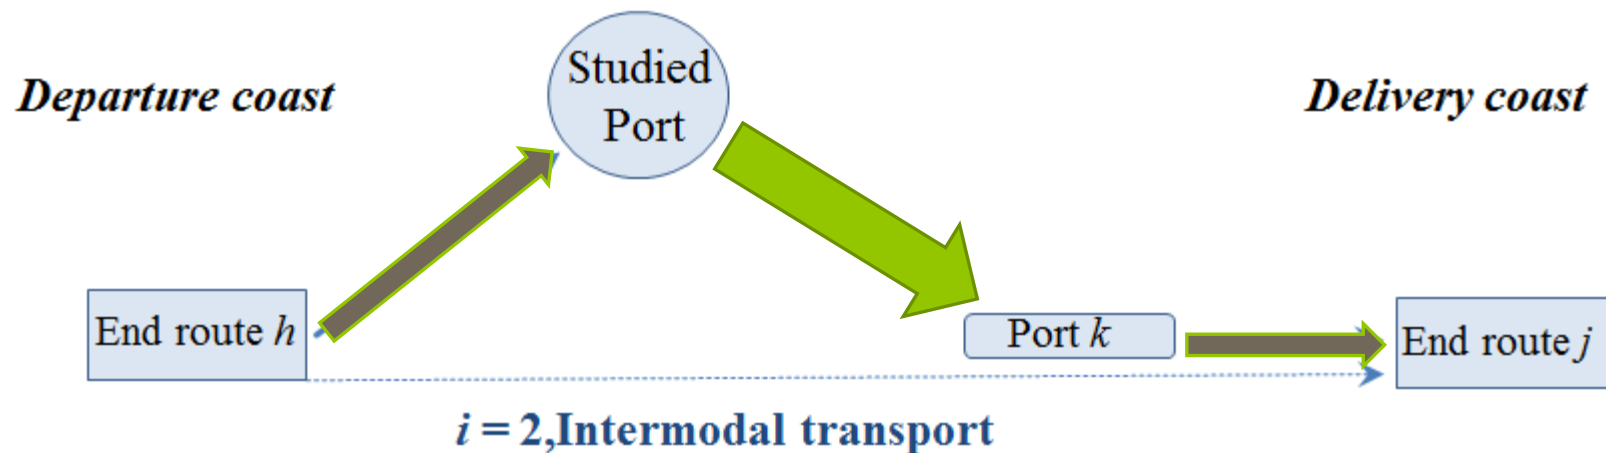 Studied
Port
Departure coast
Delivery coast
End route h
Port k
End route j
i = 2,Intermodal transport